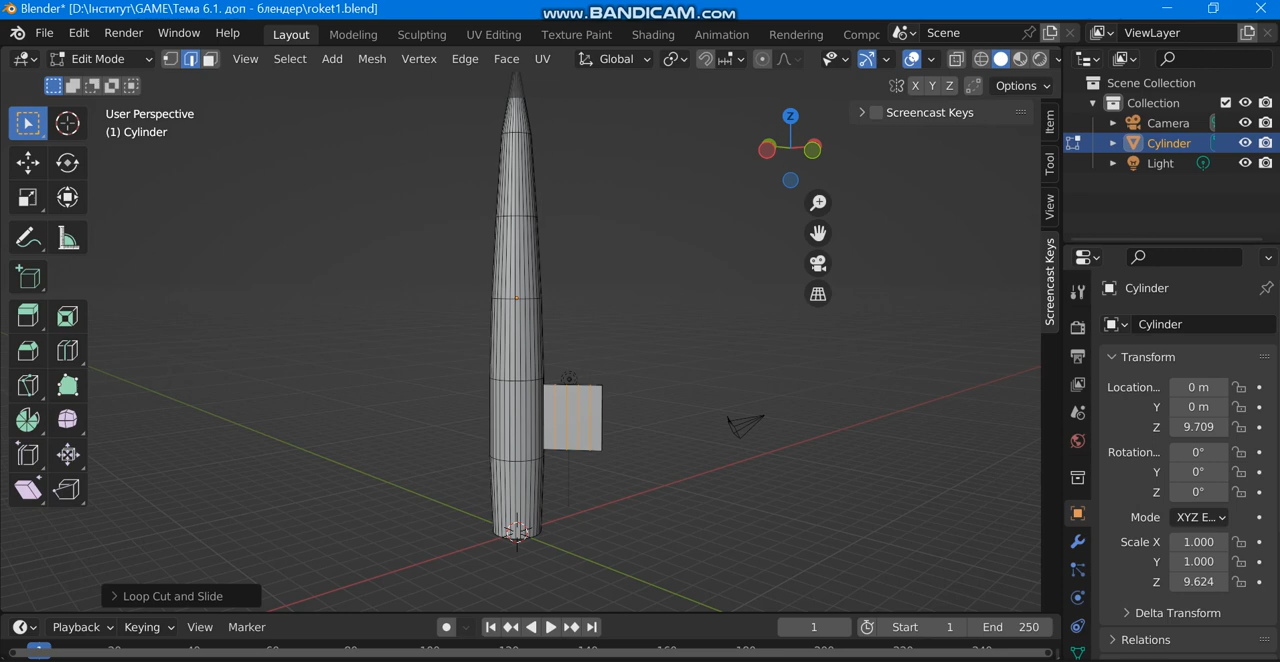 Blender* [D:\Інститут\GAME\Тема 6.1. доп - блендер\roket1.blend]
www.BANDICAM.com
File Edit Render Window Help Layout Modeling Sculpting UV Editing Texture Paint Shading Animation Rendering Compc Scene ViewLayer
Edit Mode View Select Add Mesh Vertex Edge Face UV Global
X Y Z Options
User Perspective
(1) Cylinder
Screencast Keys
Z
Item
Tool
View
Screencast Keys
Loop Cut and Slide
Scene Collection
Collection
Camera
Cylinder
Light
Cylinder
Cylinder
Transform
Location... 0 m
Y 0 m
Z 9.709
Rotation... 0°
Y 0°
Z 0°
Mode XYZ E...
Scale X 1.000
Y 1.000
Z 9.624
Delta Transform
Relations
Playback Keying View Marker 1 Start 1 End 250